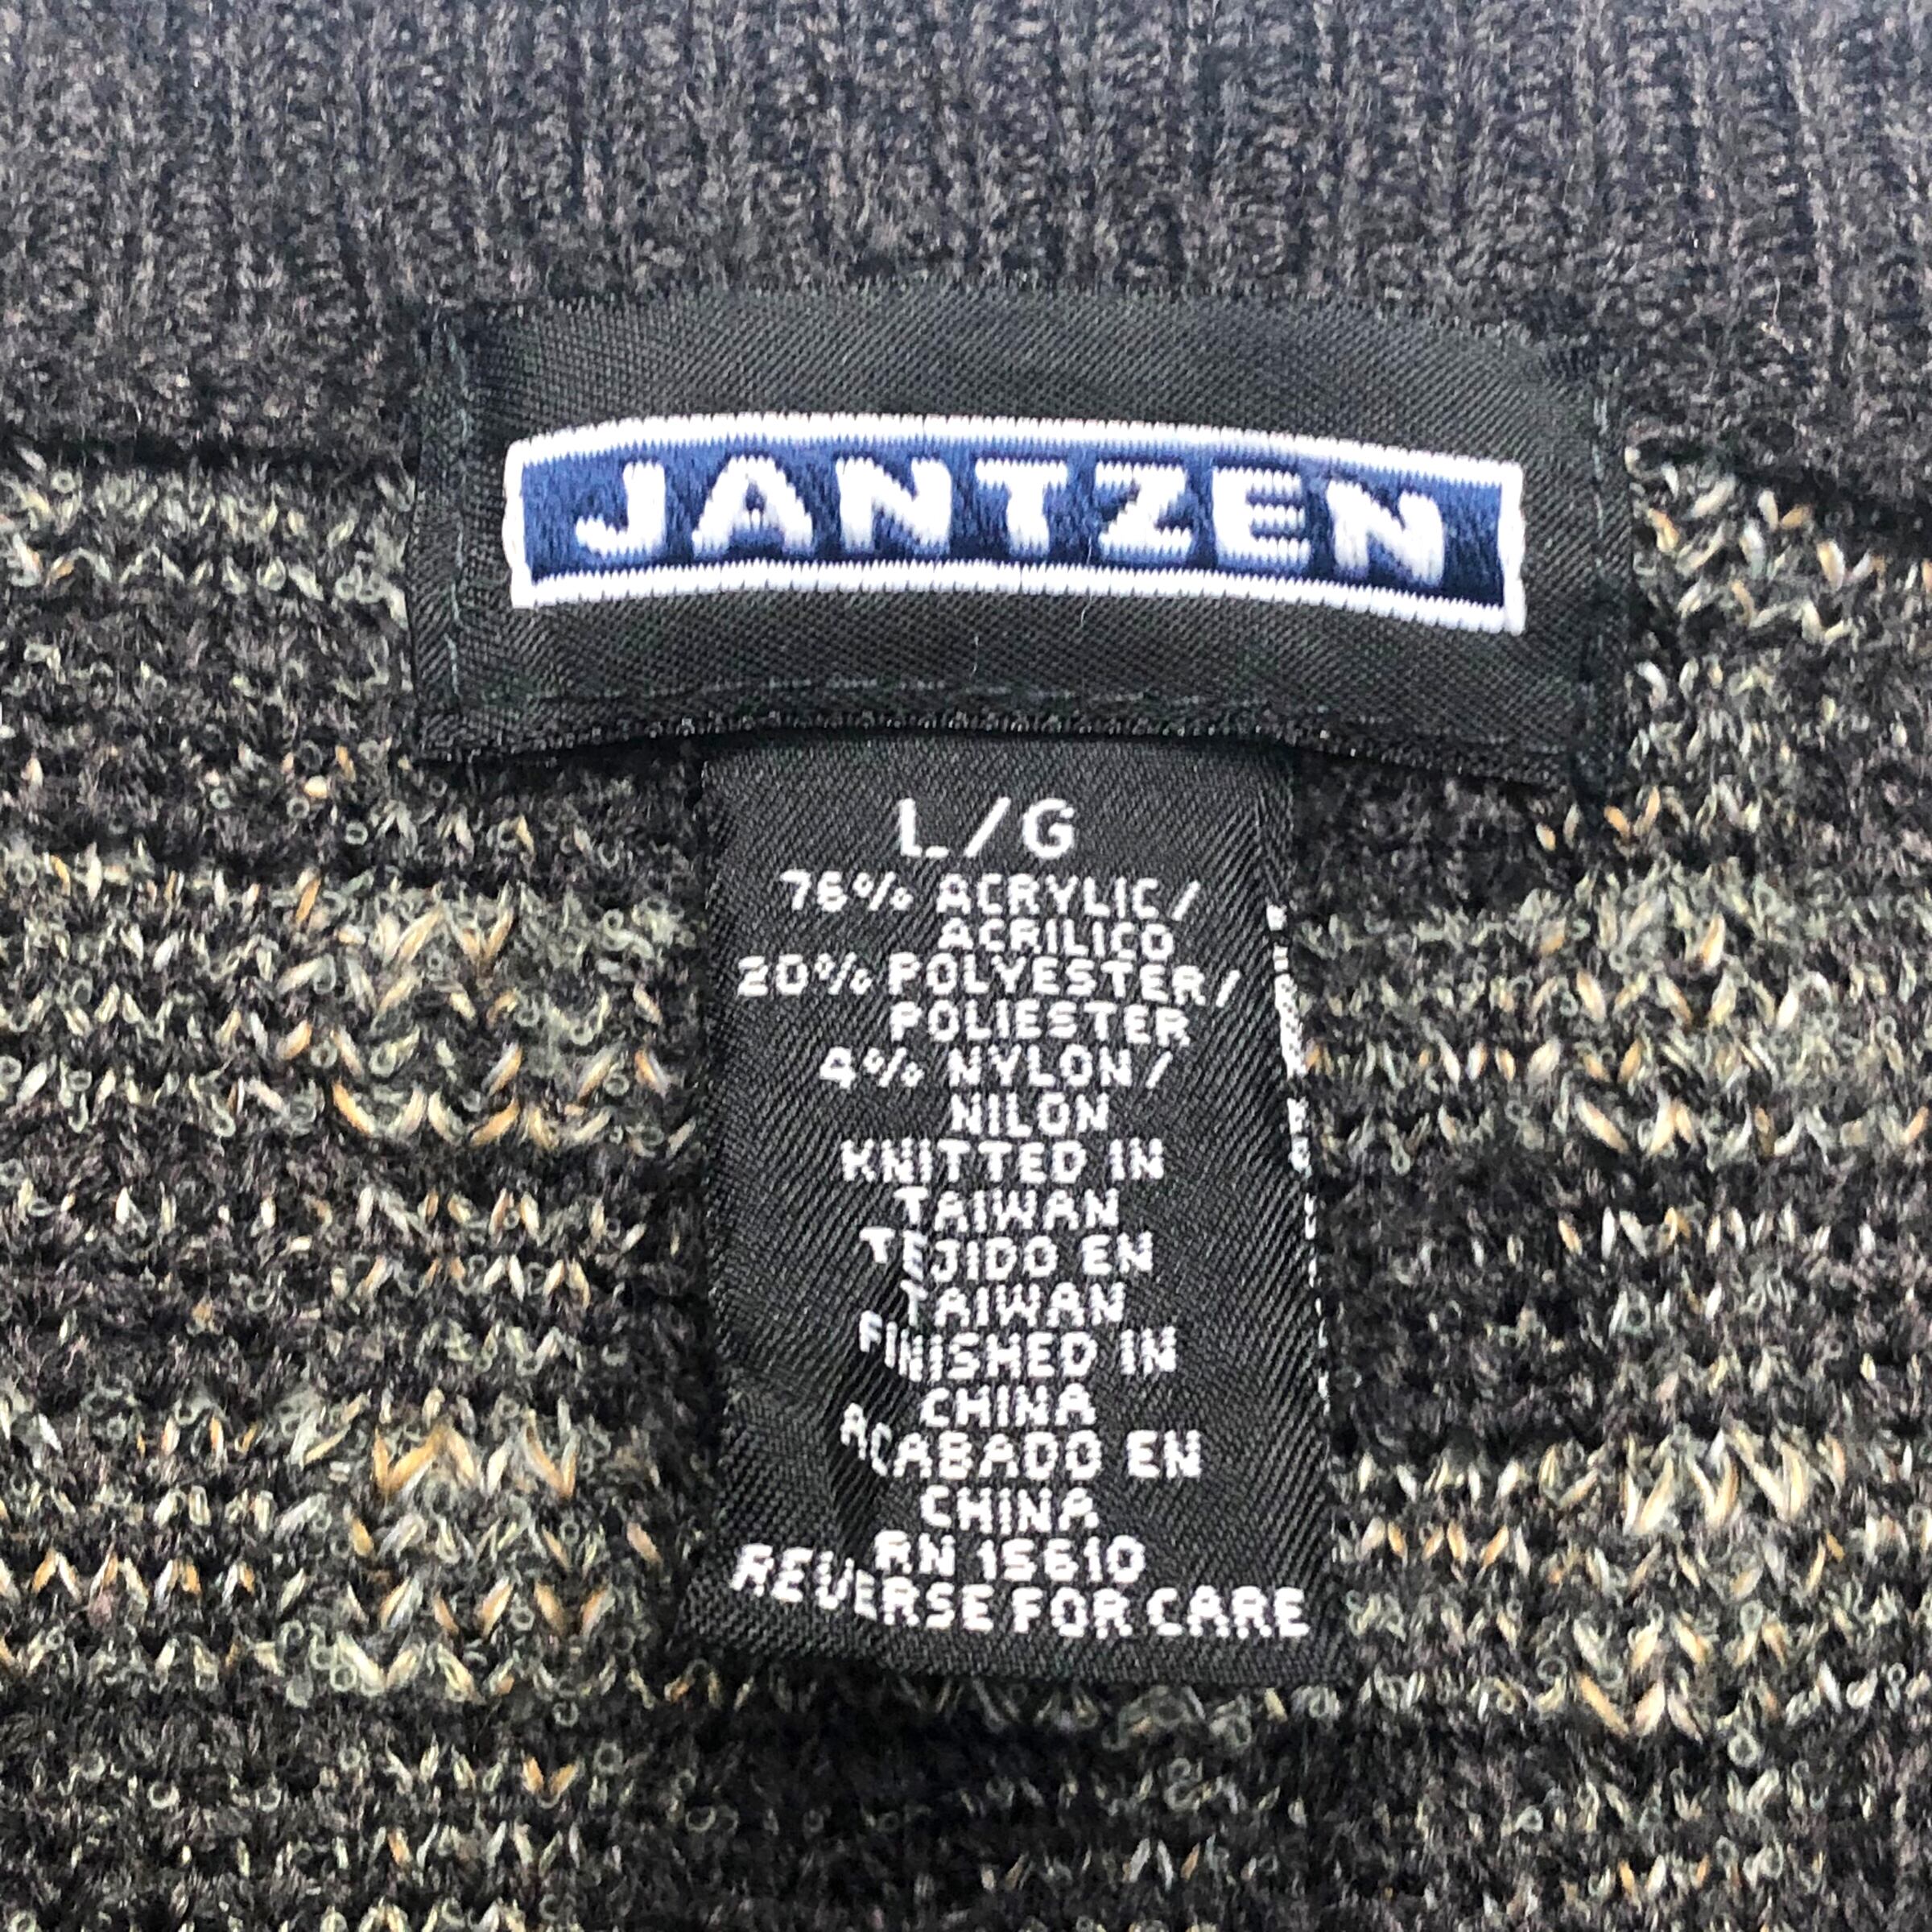 JANTZEN
L/G
76% ACRYLIC/
ACRILICO
20% POLYESTER/
POLIESTER
4% NYLON/
NILON
KNITTED IN
TAIWAN
TEJIDO EN
TAIWAN
FINISHED IN
CHINA
ACABADO EN
CHINA
RN 15610
REVERSE FOR CARE